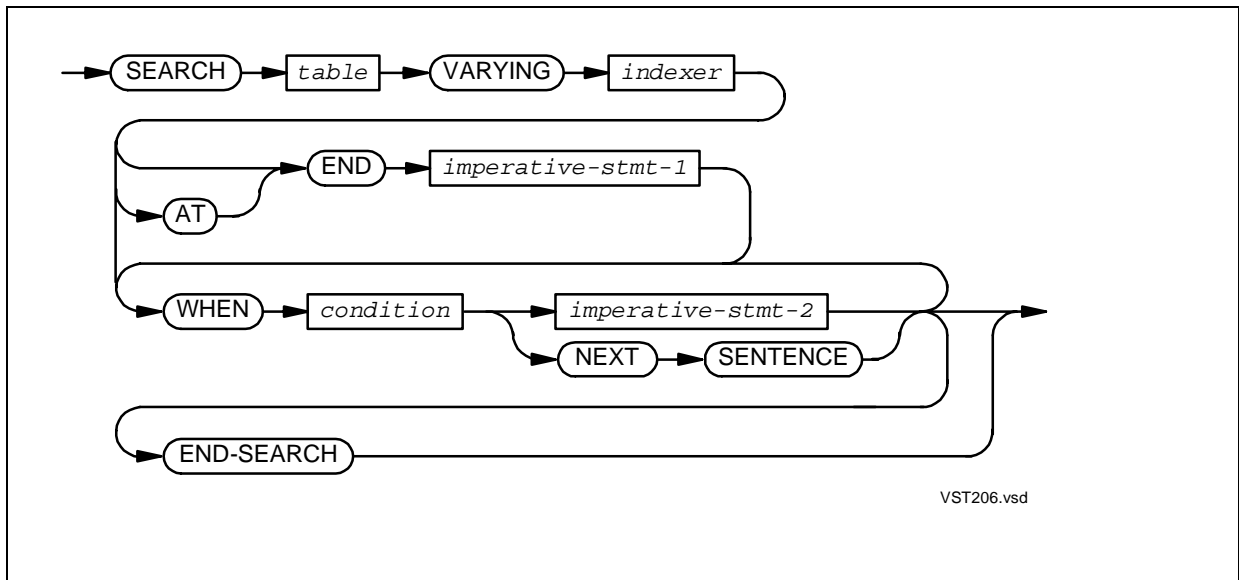 SEARCH table VARYING indexer
END imperative-stmt-1
AT
WHEN condition imperative-stmt-2
NEXT SENTENCE
END-SEARCH
VST206.vsd